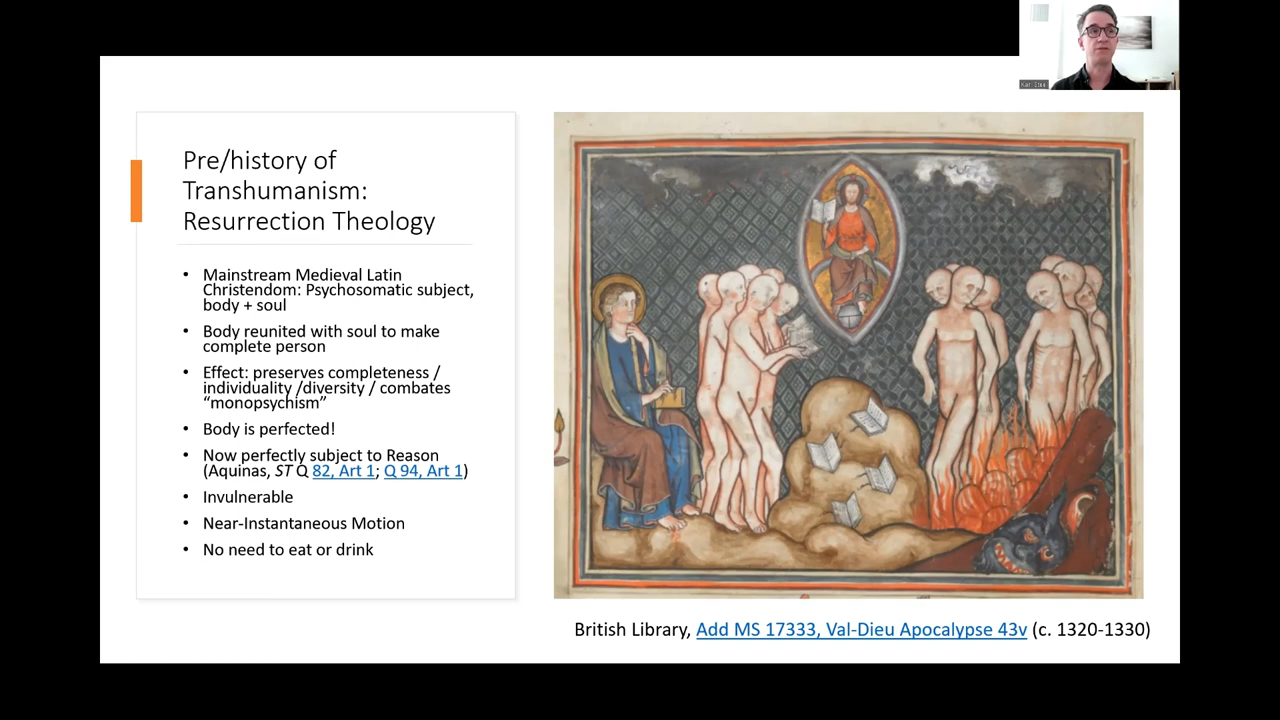 Pre/history of
Transhumanism:
Resurrection Theology
• Mainstream Medieval Latin
Christendom: Psychosomatic subject,
body + soul
• Body reunited with soul to make
complete person
• Effect: preserves completeness /
individuality /diversity / combates
“monopsychism”
• Body is perfected!
• Now perfectly subject to Reason
(Aquinas, ST Q 82, Art 1; Q 94, Art 1)
• Invulnerable
• Near-Instantaneous Motion
• No need to eat or drink
British Library, Add MS 17333, Val-Dieu Apocalypse 43v (c. 1320-1330)